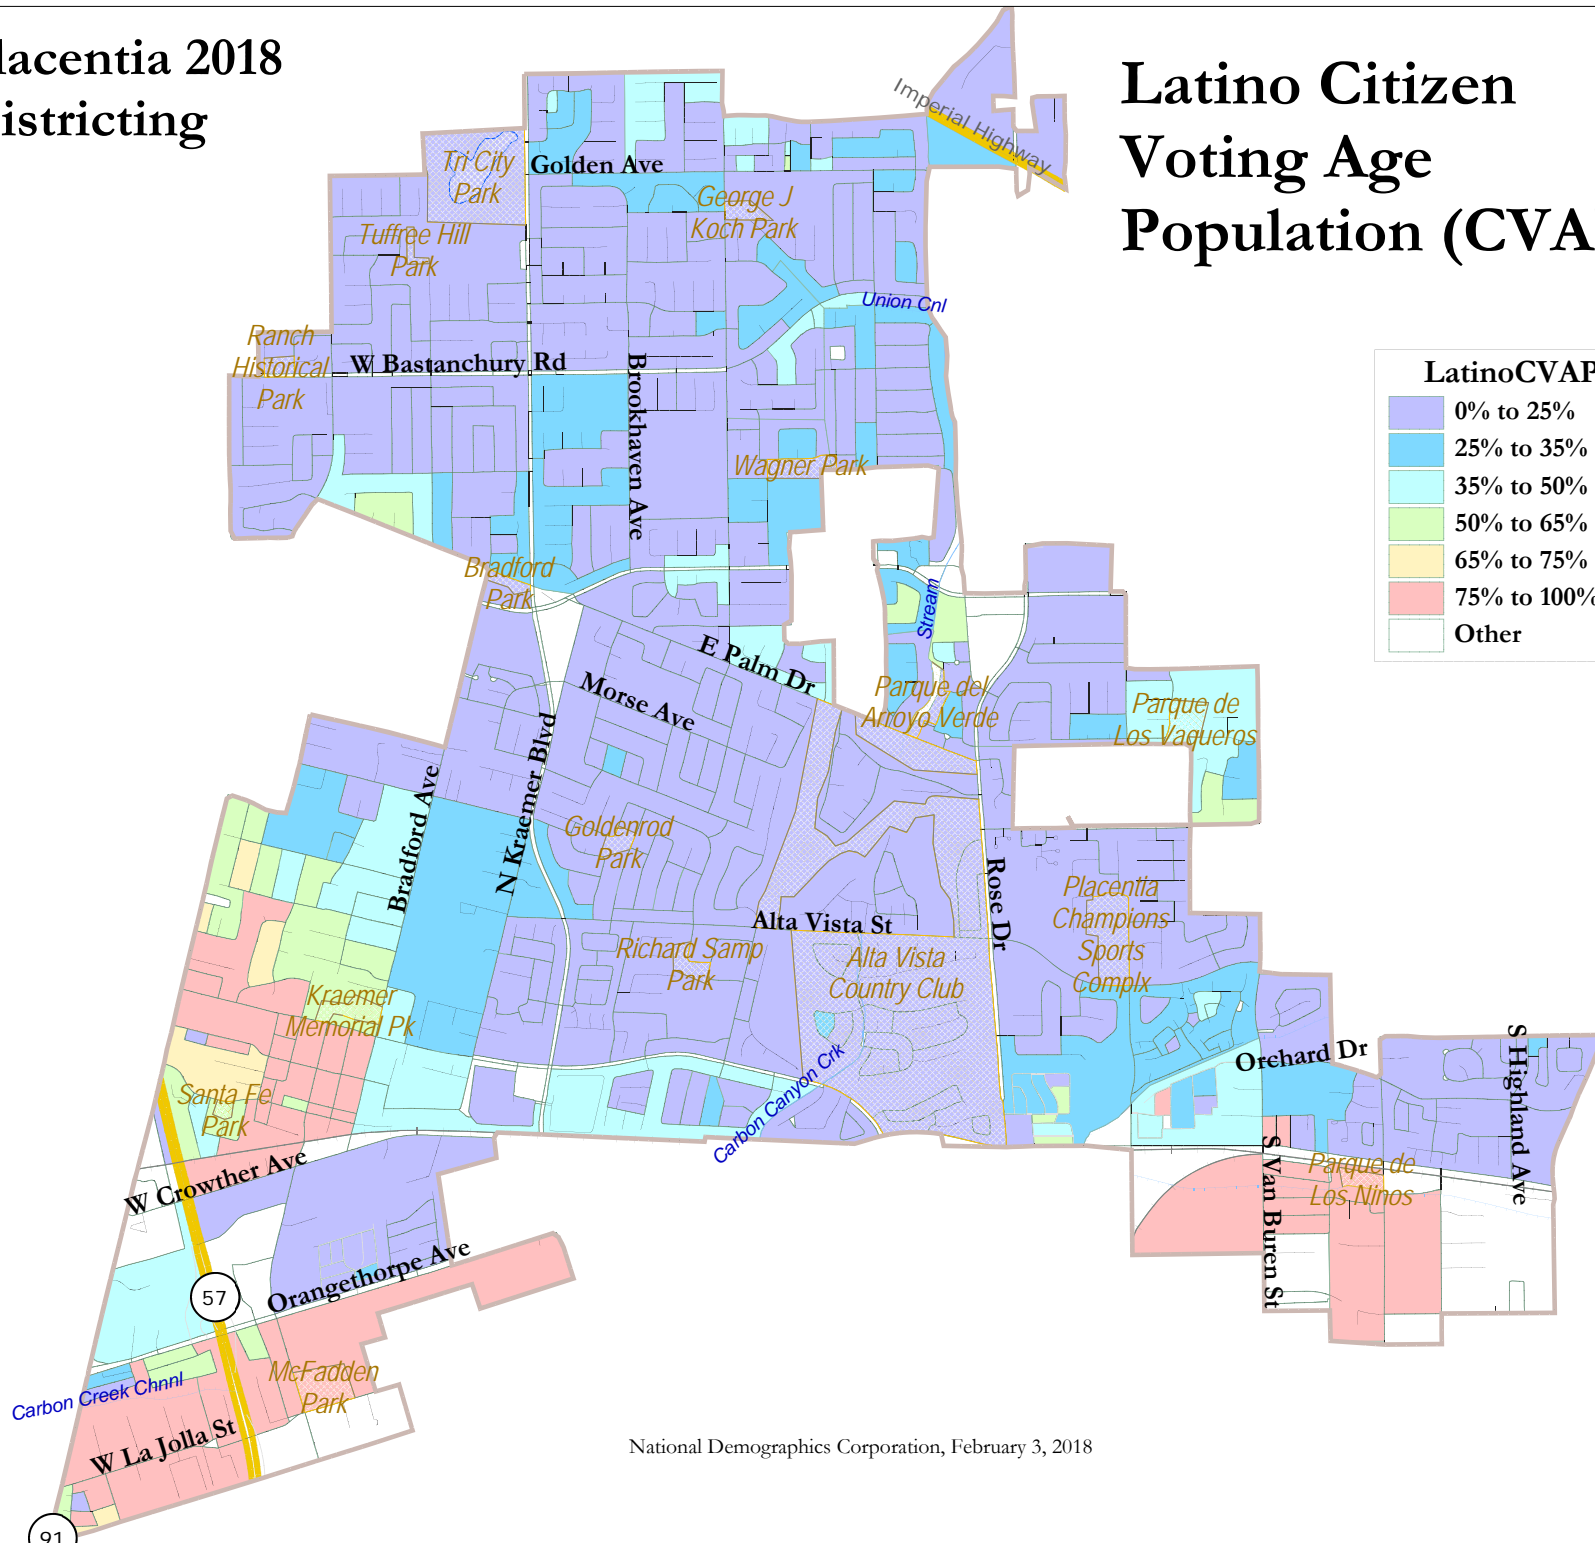 lacentia 2018
istricting
Latino Citizen
Voting Age
Population (CVA
Imperial Highway
Tri City
Park
Golden Ave
George J
Koch Park
Tuffree Hill
Park
Union Cnl
Ranch
Historical
Park
W Bastanchury Rd
Brookhaven Ave
LatinoCVAP
0% to 25%
25% to 35%
35% to 50%
50% to 65%
65% to 75%
75% to 100%
Other
Wagner Park
Bradford
Park
Stream
E Palm Dr
Morse Ave
Parque del
Arroyo Verde
Parque de
Los Vaqueros
Bradford Ave
N Kraemer Blvd
Goldenrod
Park
Rose Dr
Placentia
Champions
Sports
Complx
Alta Vista St
Richard Samp
Park
Alta Vista
Country Club
Kraemer
Memorial Pk
Carbon Canyon Crk
Orchard Dr
S Highland Ave
Santa Fe
Park
W Crowther Ave
S Van Buren St
Parque de
Los Ninos
Orangethorpe Ave
57
McFadden
Park
Carbon Creek Chnnl
W La Jolla St
National Demographics Corporation, February 3, 2018
91